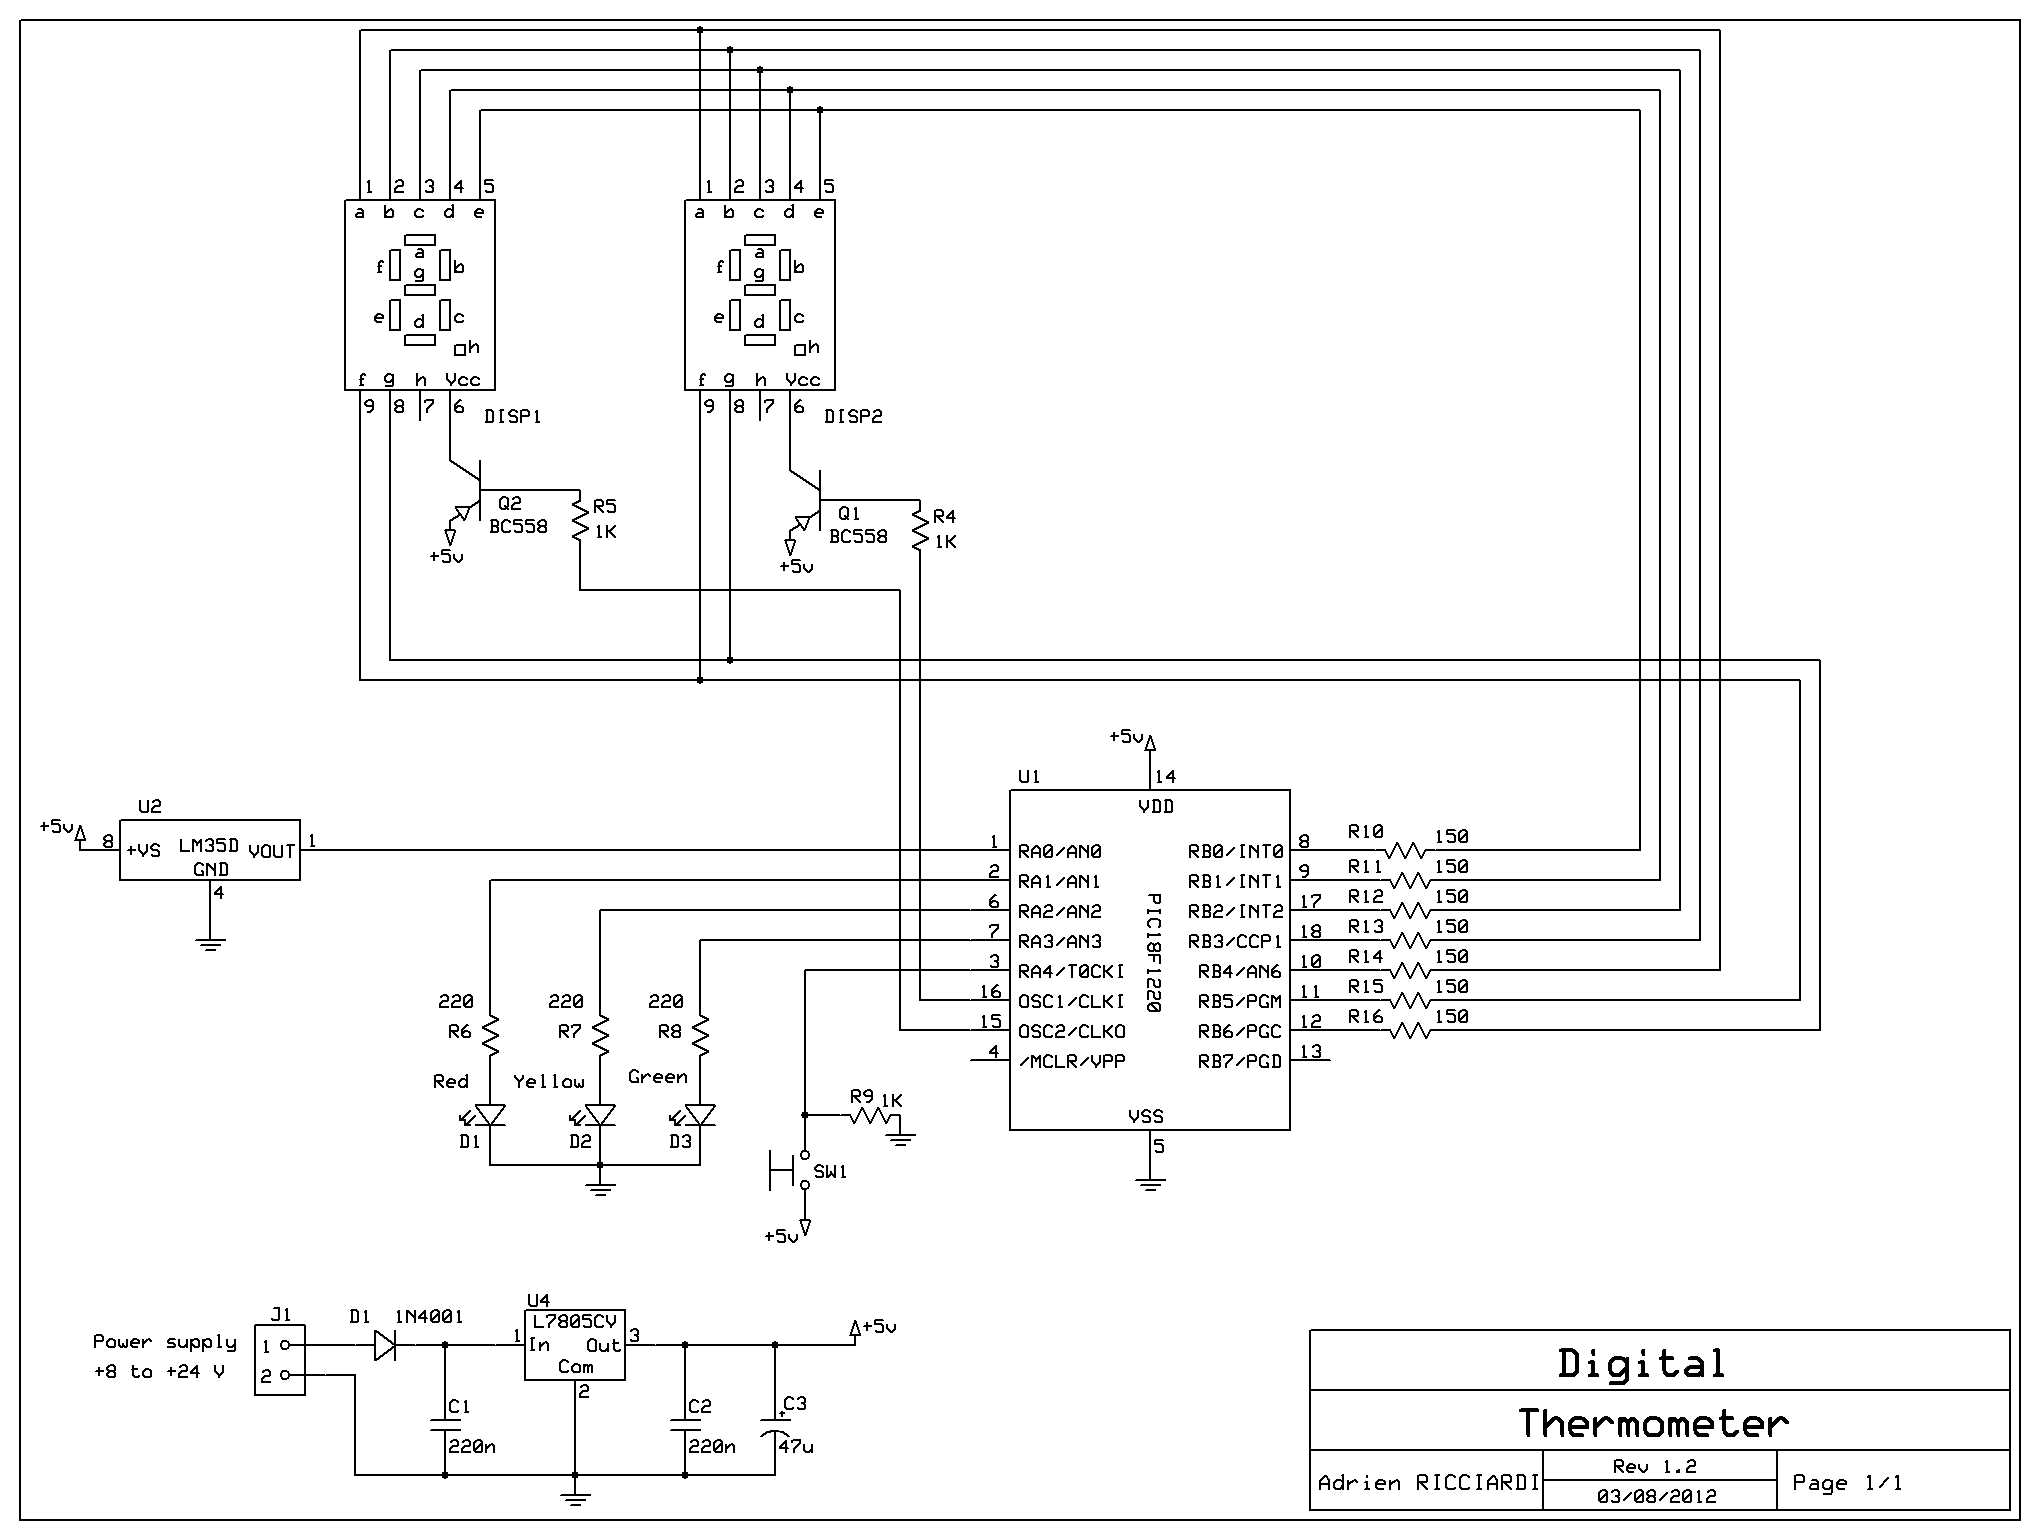 1 2 3 4 5
1 2 3 4 5
a b c d e
a b c d e
a
f g b
e d c
h
a
f g b
e d c
h
f g h Vcc
f g h Vcc
9 8 7 6
DISP1
9 8 7 6
DISP2
Q2
BC558
+5v
R5
1K
Q1
BC558
+5v
R4
1K
+5v
U1
14
VDD
U2
+5v
8
+VS LM35D VOUT
GND
1
4
1 RA0/AN0
2 RA1/AN1
6 RA2/AN2
7 RA3/AN3
3 RA4/T0CKI
16 OSC1/CLKI
15 OSC2/CLKO
4 /MCLR/VPP
PIC18F1220
RB0/INT0 8
RB1/INT1 9
RB2/INT2 17
RB3/CCP1 18
RB4/AN6 10
RB5/PGM 11
RB6/PGC 12
RB7/PGD 13
VSS
5
R10 150
R11 150
R12 150
R13 150
R14 150
R15 150
R16 150
220
R6
220
R7
220
R8
Red
Yellow
Green
D1
D2
D3
R9 1K
SW1
+5v
Power supply
+8 to +24 V
J1
1
2
D1 1N4001
U4
L7805CV
1 In Out 3
Com
2
+5v
C1
220n
C2
220n
+
C3
47u
Digital
Thermometer
Adrien RICCIARDI
Rev 1.2
03/08/2012
Page 1/1